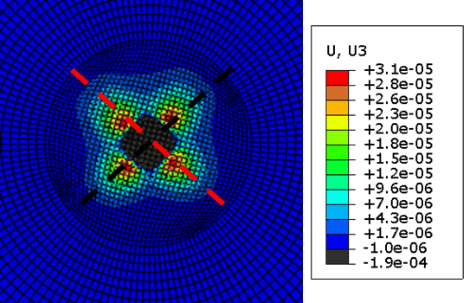 U, U3
+3.1e-05
+2.8e-05
+2.6e-05
+2.3e-05
+2.0e-05
+1.8e-05
+1.5e-05
+1.2e-05
+9.6e-06
+7.0e-06
+4.3e-06
+1.7e-06
-1.0e-06
-1.9e-04